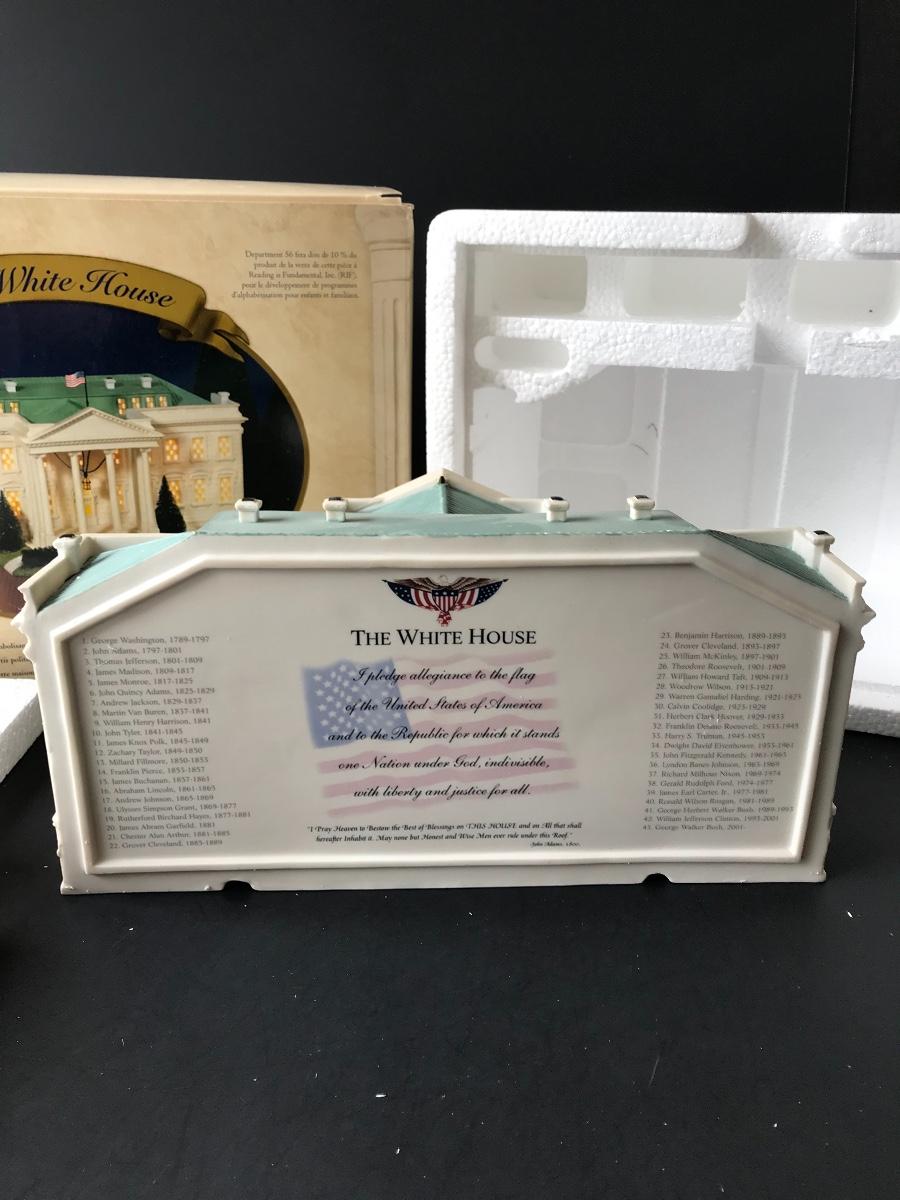 White House
Department 56 fera don de 10 % du
produit de la vente de cette pièce à
Reading is Fundamental, Inc. (RIF),
pour le développement de programmes
d'alphabétisation pour enfants et familles.
THE WHITE HOUSE
I pledge allegiance to the flag
of the United States of America
and to the Republic for which it stands
one Nation under God, indivisible,
with liberty and justice for all.
"I Pray Heaven to Bestow the Best of Blessings on THIS HOUSE and on All that shall
hereafter Inhabit it. May none but Honest and Wise Men ever rule under this Roof."
-John Adams, 1800.
1. George Washington, 1789-1797
2. John Adams, 1797-1801
3. Thomas Jefferson, 1801-1809
4. James Madison, 1809-1817
5. James Monroe, 1817-1825
6. John Quincy Adams, 1825-1829
7. Andrew Jackson, 1829-1837
8. Martin Van Buren, 1837-1841
9. William Henry Harrison, 1841
10. John Tyler, 1841-1845
11. James Knox Polk, 1845-1849
12. Zachary Taylor, 1849-1850
13. Millard Fillmore, 1850-1853
14. Franklin Pierce, 1853-1857
15. James Buchanan, 1857-1861
16. Abraham Lincoln, 1861-1865
17. Andrew Johnson, 1865-1869
18. Ulysses Simpson Grant, 1869-1877
19. Rutherford Birchard Hayes, 1877-1881
20. James Abram Garfield, 1881
21. Chester Alan Arthur, 1881-1885
22. Grover Cleveland, 1885-1889
23. Benjamin Harrison, 1889-1893
24. Grover Cleveland, 1893-1897
25. William McKinley, 1897-1901
26. Theodore Roosevelt, 1901-1909
27. William Howard Taft, 1909-1913
28. Woodrow Wilson, 1913-1921
29. Warren Gamaliel Harding, 1921-1923
30. Calvin Coolidge, 1923-1929
31. Herbert Clark Hoover, 1929-1933
32. Franklin Delano Roosevelt, 1933-1945
33. Harry S. Truman, 1945-1953
34. Dwight David Eisenhower, 1953-1961
35. John Fitzgerald Kennedy, 1961-1963
36. Lyndon Baines Johnson, 1963-1969
37. Richard Milhous Nixon, 1969-1974
38. Gerald Rudolph Ford, 1974-1977
39. James Earl Carter, Jr., 1977-1981
40. Ronald Wilson Reagan, 1981-1989
41. George Herbert Walker Bush, 1989-1993
42. William Jefferson Clinton, 1993-2001
43. George Walker Bush, 2001-